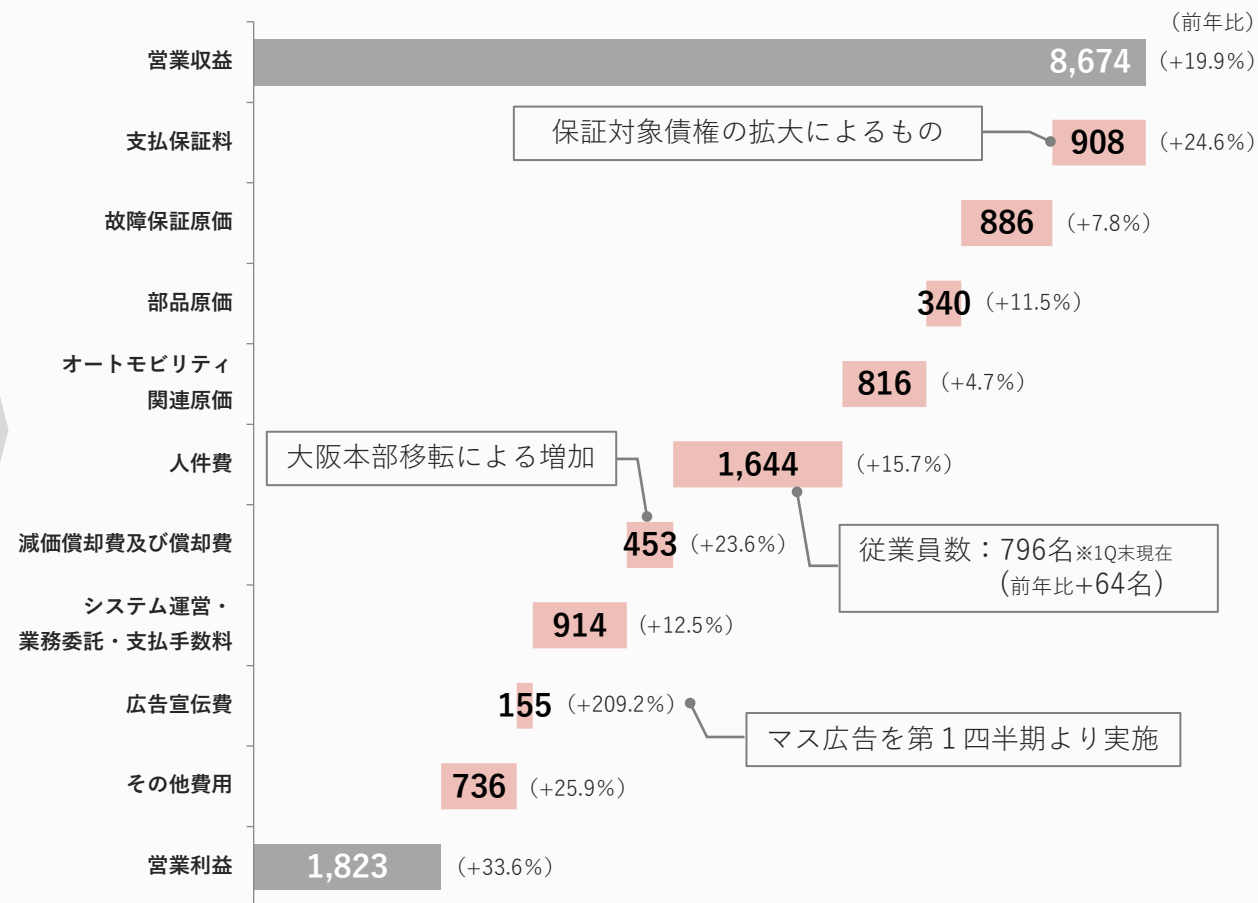 （前年比）
営業収益
8,674
（+19.9%）
保証対象債権の拡大によるもの
支払保証料
908
（+24.6%）
故障保証原価
886
（+7.8%）
部品原価
340
（+11.5%）
オートモビリティ
関連原価
816
（+4.7%）
大阪本部移転による増加
人件費
1,644
（+15.7%）
減価償却費及び償却費
453
（+23.6%）
従業員数：796名※1Q末現在
（前年比+64名）
システム運営・
業務委託・支払手数料
914
（+12.5%）
広告宣伝費
155
（+209.2%）
マス広告を第１四半期より実施
その他費用
736
（+25.9%）
営業利益
1,823
（+33.6%）